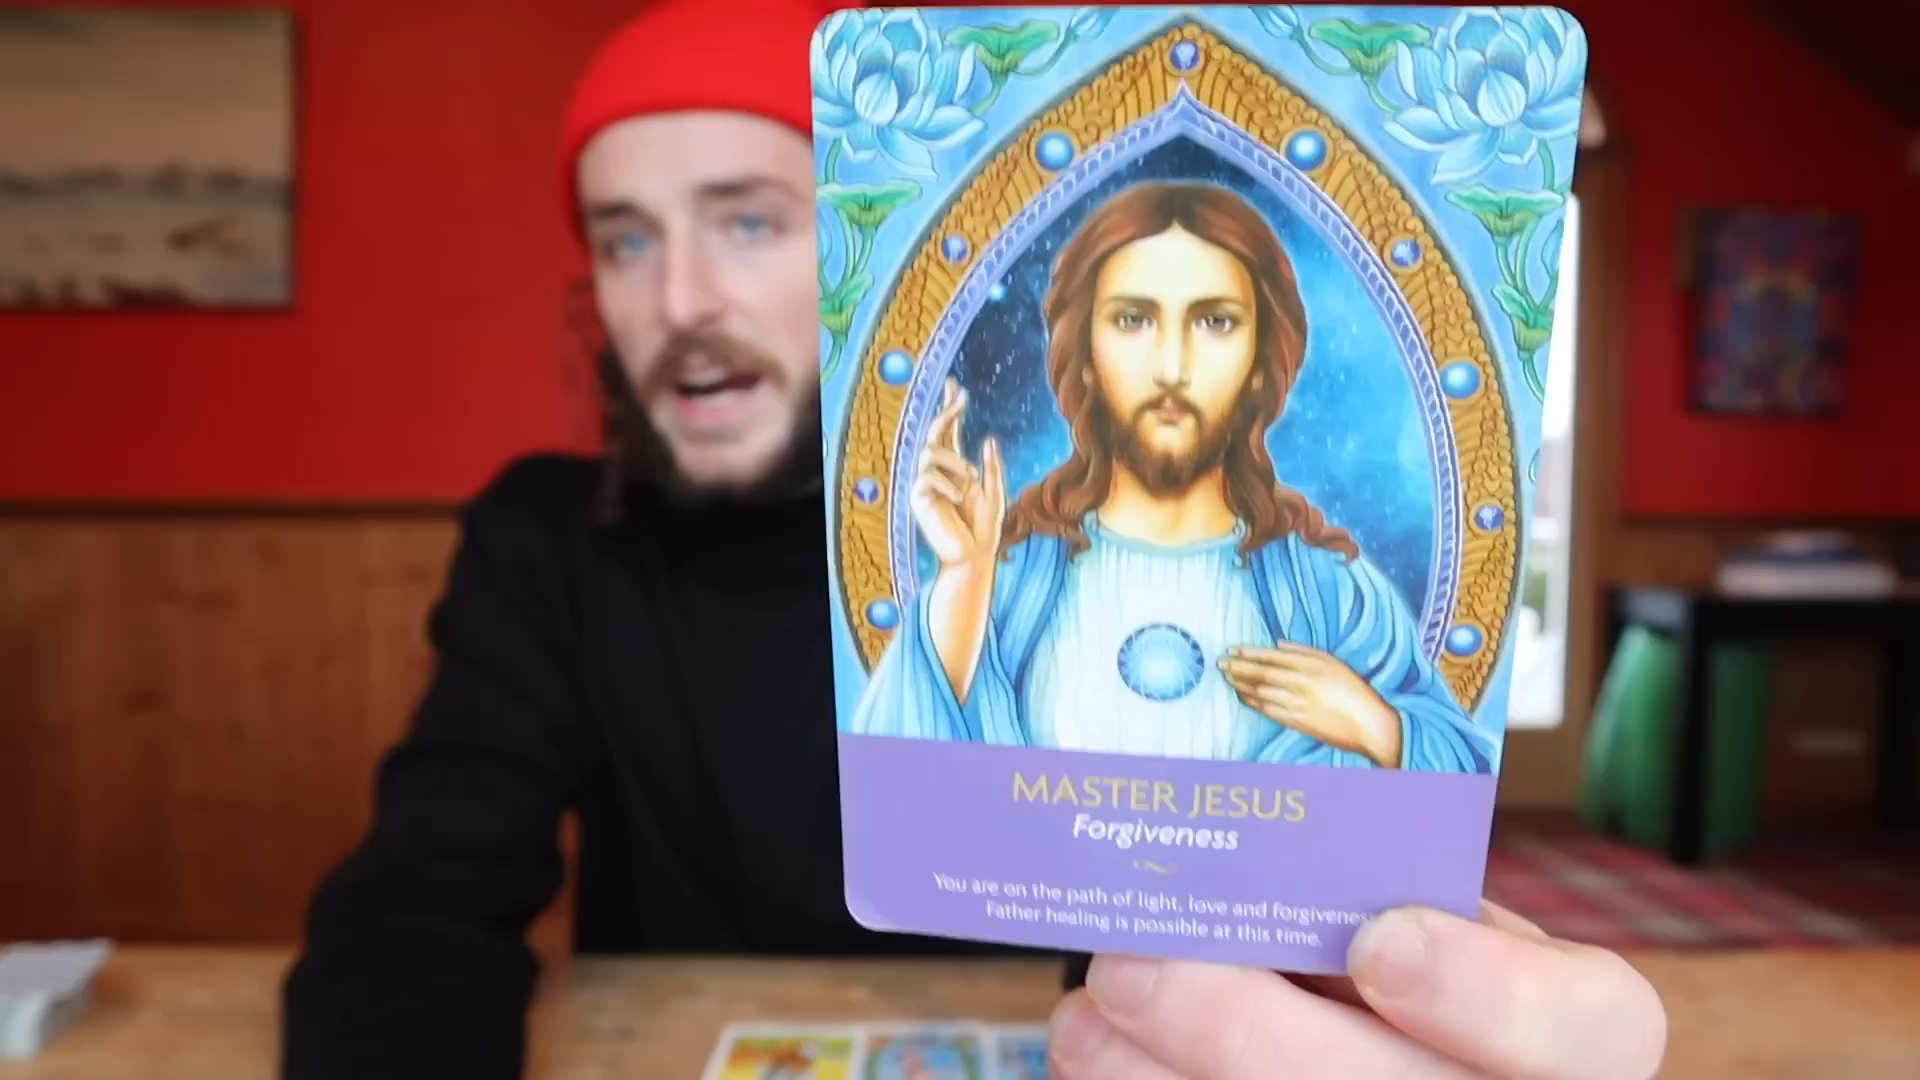 MASTER JESUS
Forgiveness
You are on the path of light, love and forgiveness
Father healing is possible at this time.